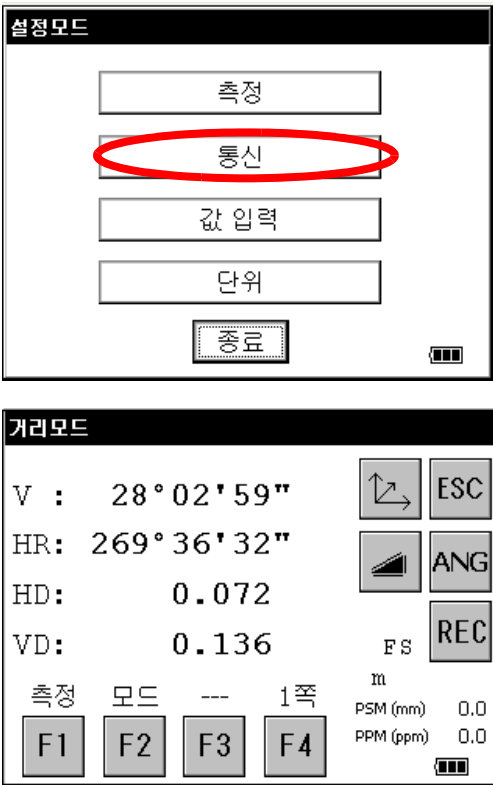 설정모드
측정
통신
값 입력
단위
종료
거리모드
V : 28°02'59"
ESC
HR: 269°36'32"
ANG
HD: 0.072
REC
VD: 0.136
FS
m
측정 모드 --- 1쪽
PSM (mm) 0.0
F1 F2 F3 F4
PPM (ppm) 0.0